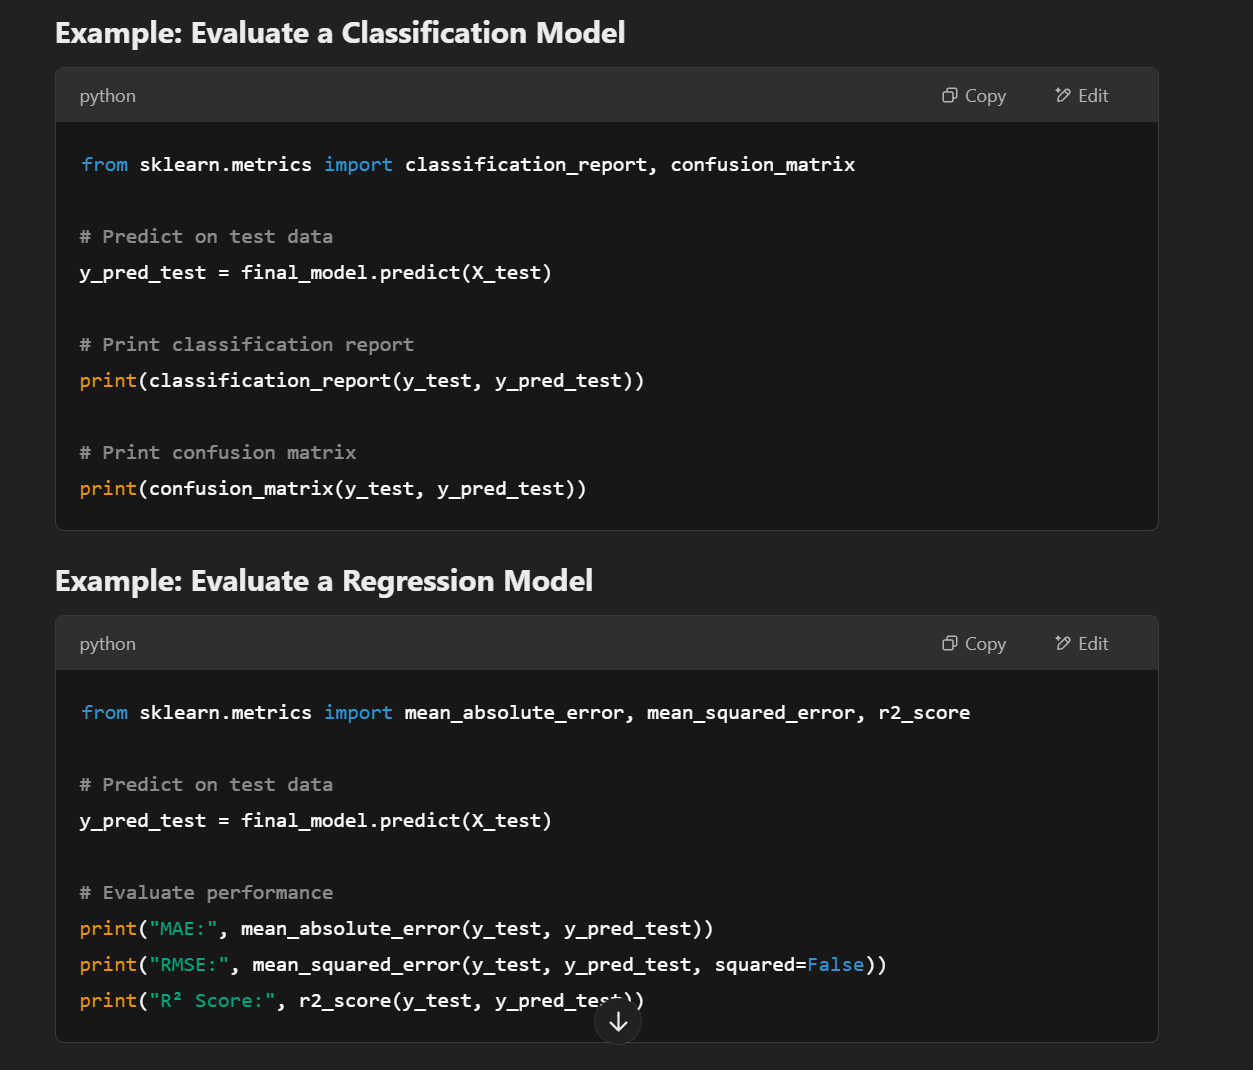 Example: Evaluate a Classification Model
python Copy Edit
from sklearn.metrics import classification_report, confusion_matrix
# Predict on test data
y_pred_test = final_model.predict(X_test)
# Print classification report
print(classification_report(y_test, y_pred_test))
# Print confusion matrix
print(confusion_matrix(y_test, y_pred_test))
Example: Evaluate a Regression Model
python Copy Edit
from sklearn.metrics import mean_absolute_error, mean_squared_error, r2_score
# Predict on test data
y_pred_test = final_model.predict(X_test)
# Evaluate performance
print("MAE:", mean_absolute_error(y_test, y_pred_test))
print("RMSE:", mean_squared_error(y_test, y_pred_test, squared=False))
print("R² Score:", r2_score(y_test, y_pred_test))